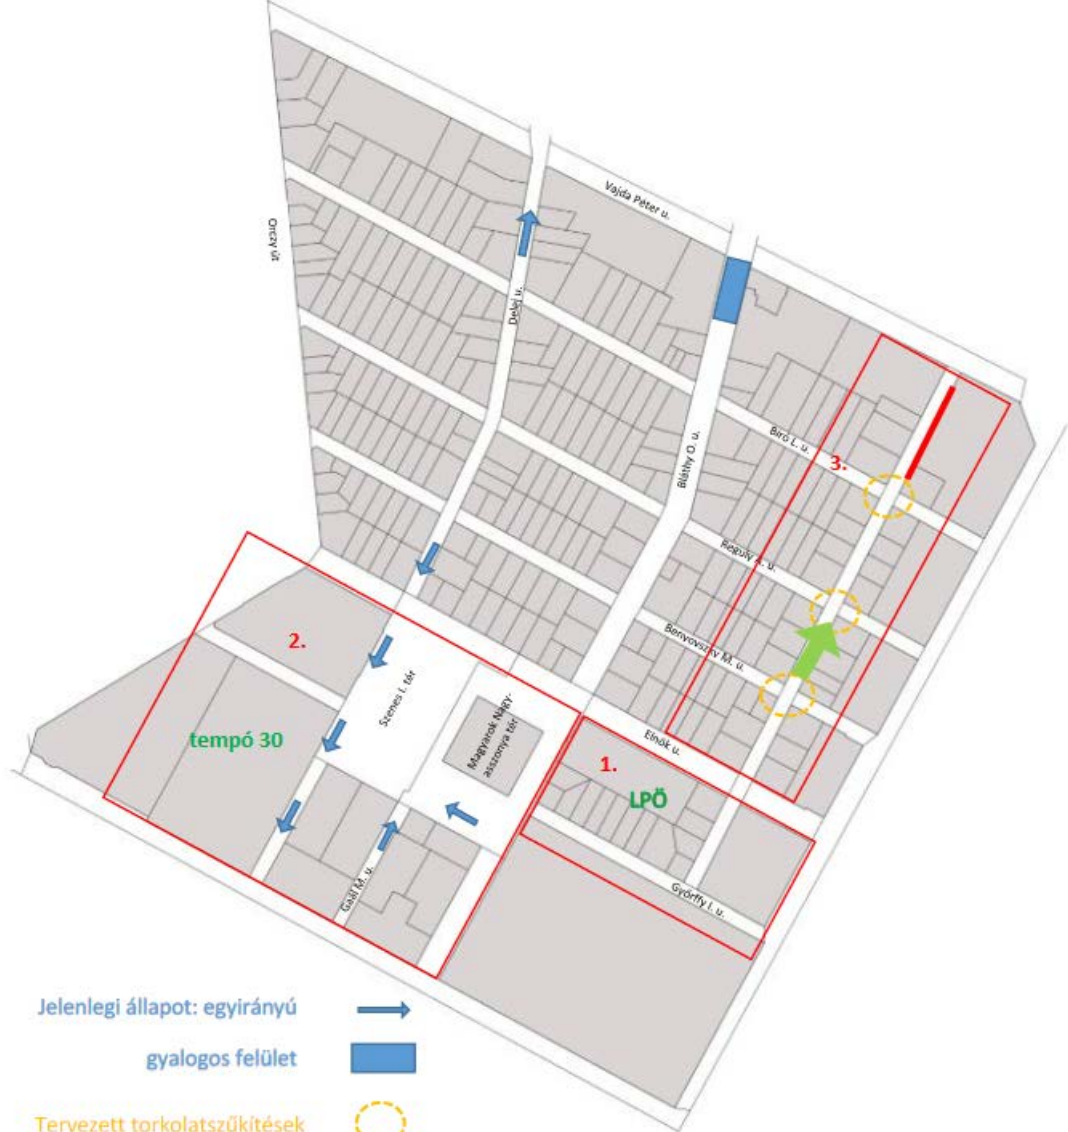 Vajda Péter u.
Orczy út
Delej u.
Bláthy O. u.
Bíró L. u.
3.
Reguly A. u.
Benyovszky M. u.
2.
Szenes I. tér
Magyarok Nagy-
asszonya tér
Elnök u.
tempó 30
1.
LPÖ
Gaál M. u.
Győrffy I. u.
Jelenlegi állapot: egyirányú
gyalogos felület
Tervezett torkolatszűkítések